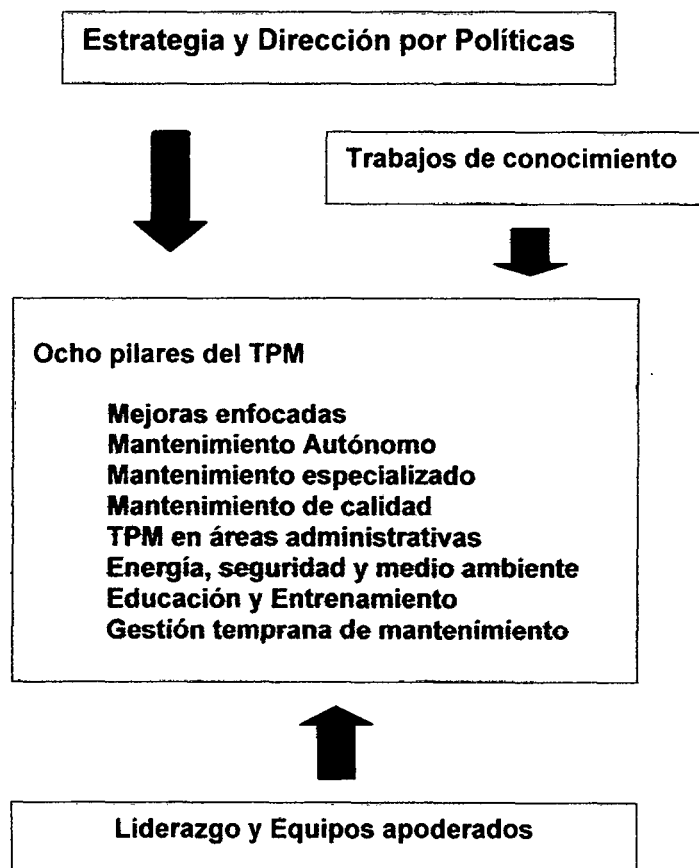 Estrategia y Dirección por Políticas
Trabajos de conocimiento
Ocho pilares del TPM
Mejoras enfocadas
Mantenimiento Autónomo
Mantenimiento especializado
Mantenimiento de calidad
TPM en áreas administrativas
Energía, seguridad y medio ambiente
Educación y Entrenamiento
Gestión temprana de mantenimiento
Liderazgo y Equipos apoderados